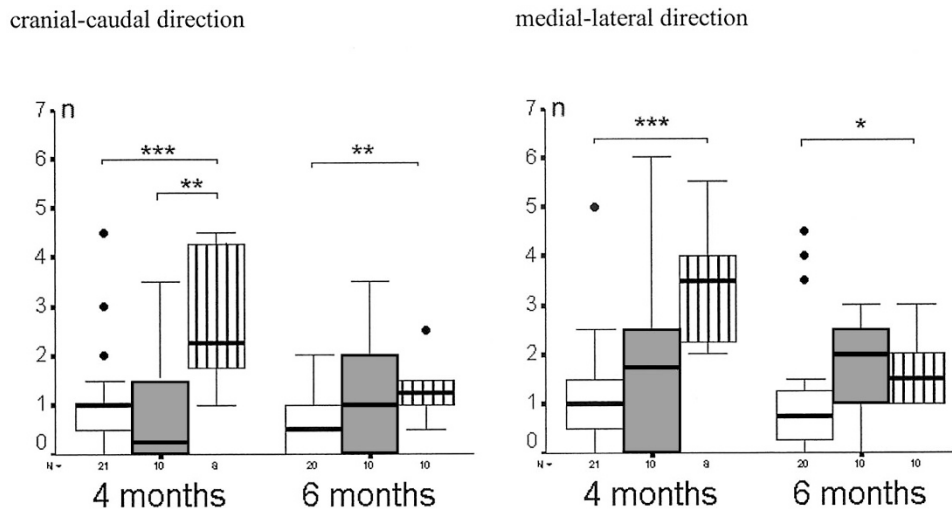 cranial-caudal direction
medial-lateral direction
7 n
6
5
4
3
2
1
0
***
**
**
N = 21 10 8 20 10 10
4 months 6 months
7 n
6
5
4
3
2
1
0
***
*
N = 21 10 8 20 10 10
4 months 6 months